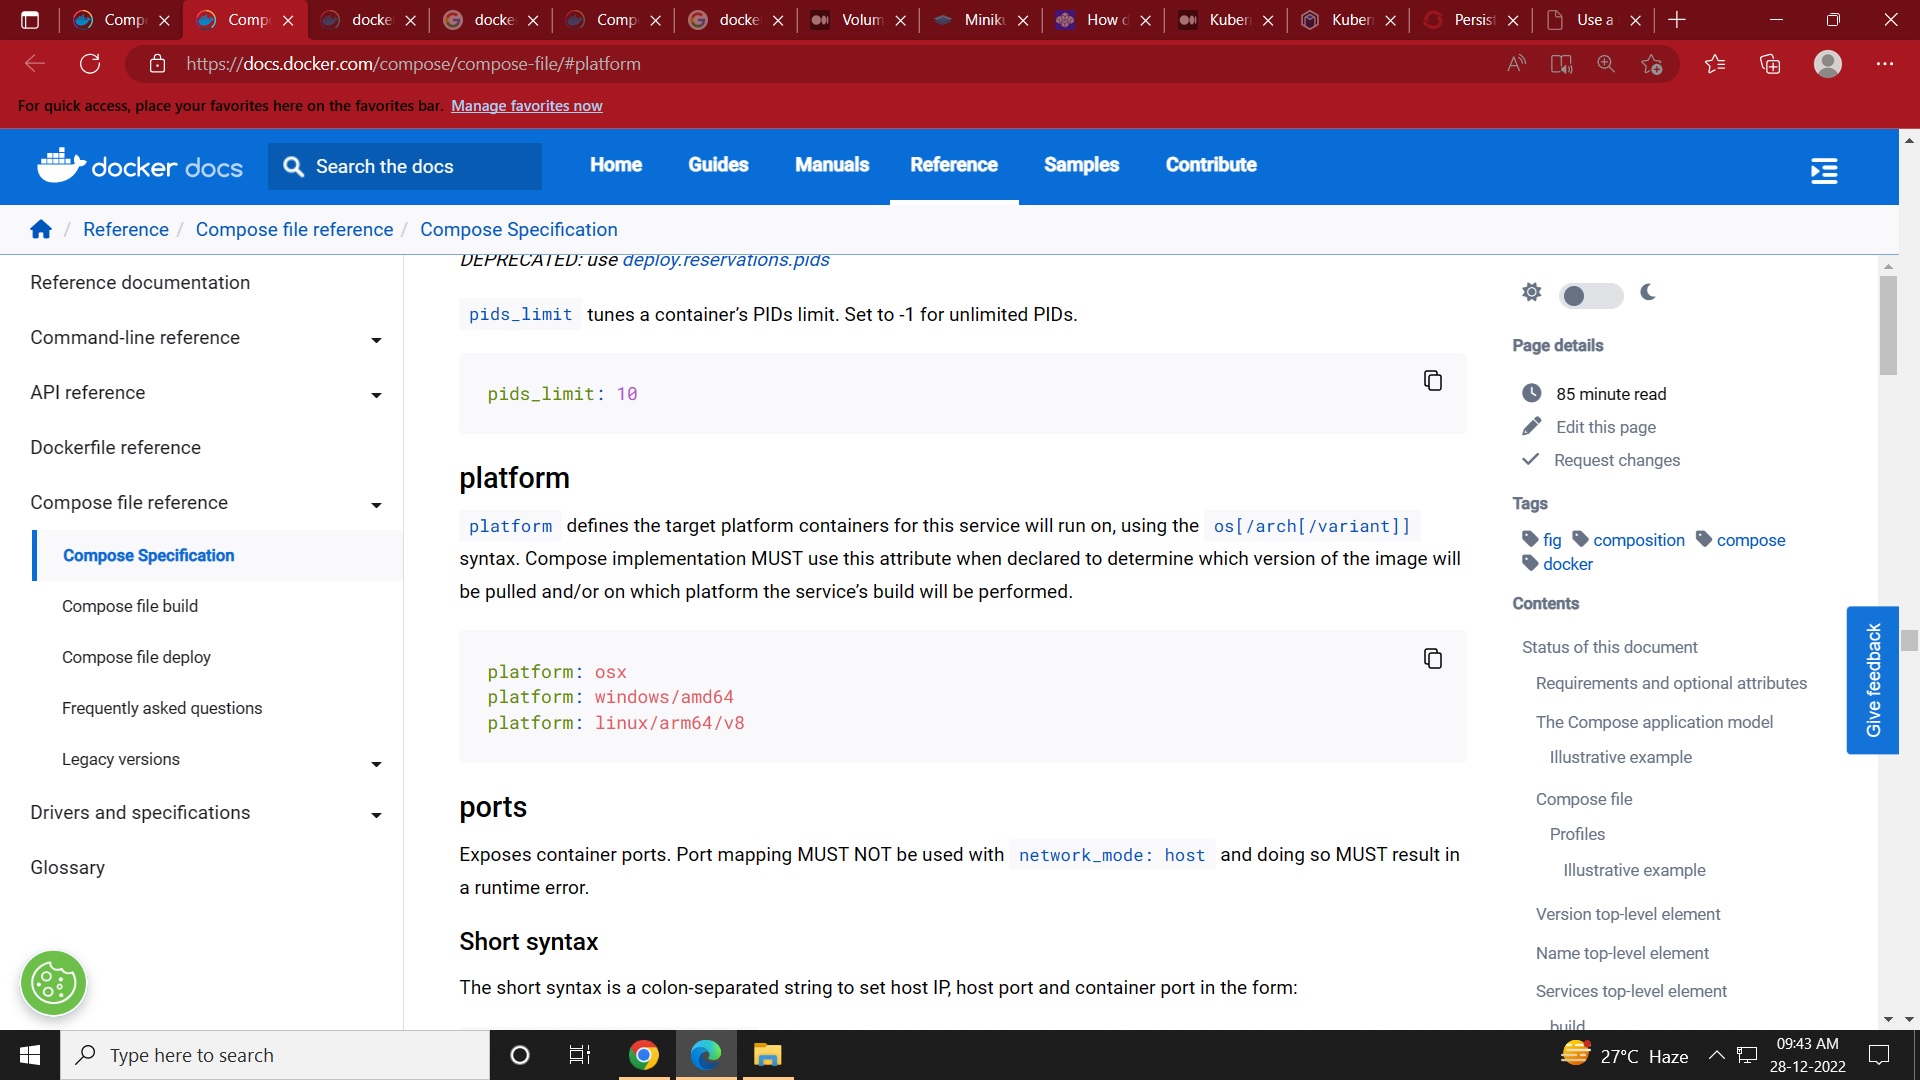 Comp
Comp
docke
docke
Comp
docke
Volum
Miniku
How d
Kuber
Kuber
Persist
Use a
https://docs.docker.com/compose/compose-file/#platform
For quick access, place your favorites here on the favorites bar. Manage favorites now
docker docs
Search the docs
Home
Guides
Manuals
Reference
Samples
Contribute
/ Reference / Compose file reference / Compose Specification
Reference documentation
Command-line reference
API reference
Dockerfile reference
Compose file reference
Compose Specification
Compose file build
Compose file deploy
Frequently asked questions
Legacy versions
Drivers and specifications
Glossary
DEPRECATED: use deploy.reservations.pids
pids_limit tunes a container’s PIDs limit. Set to -1 for unlimited PIDs.
pids_limit: 10
platform
platform defines the target platform containers for this service will run on, using the os[/arch[/variant]]
syntax. Compose implementation MUST use this attribute when declared to determine which version of the image will
be pulled and/or on which platform the service’s build will be performed.
platform: osx
platform: windows/amd64
platform: linux/arm64/v8
ports
Exposes container ports. Port mapping MUST NOT be used with network_mode: host and doing so MUST result in
a runtime error.
Short syntax
The short syntax is a colon-separated string to set host IP, host port and container port in the form:
Page details
85 minute read
Edit this page
Request changes
Tags
fig composition compose
docker
Contents
Status of this document
Requirements and optional attributes
The Compose application model
Illustrative example
Compose file
Profiles
Illustrative example
Version top-level element
Name top-level element
Services top-level element
build
Give feedback
Type here to search
27°C Haze
09:43 AM
28-12-2022